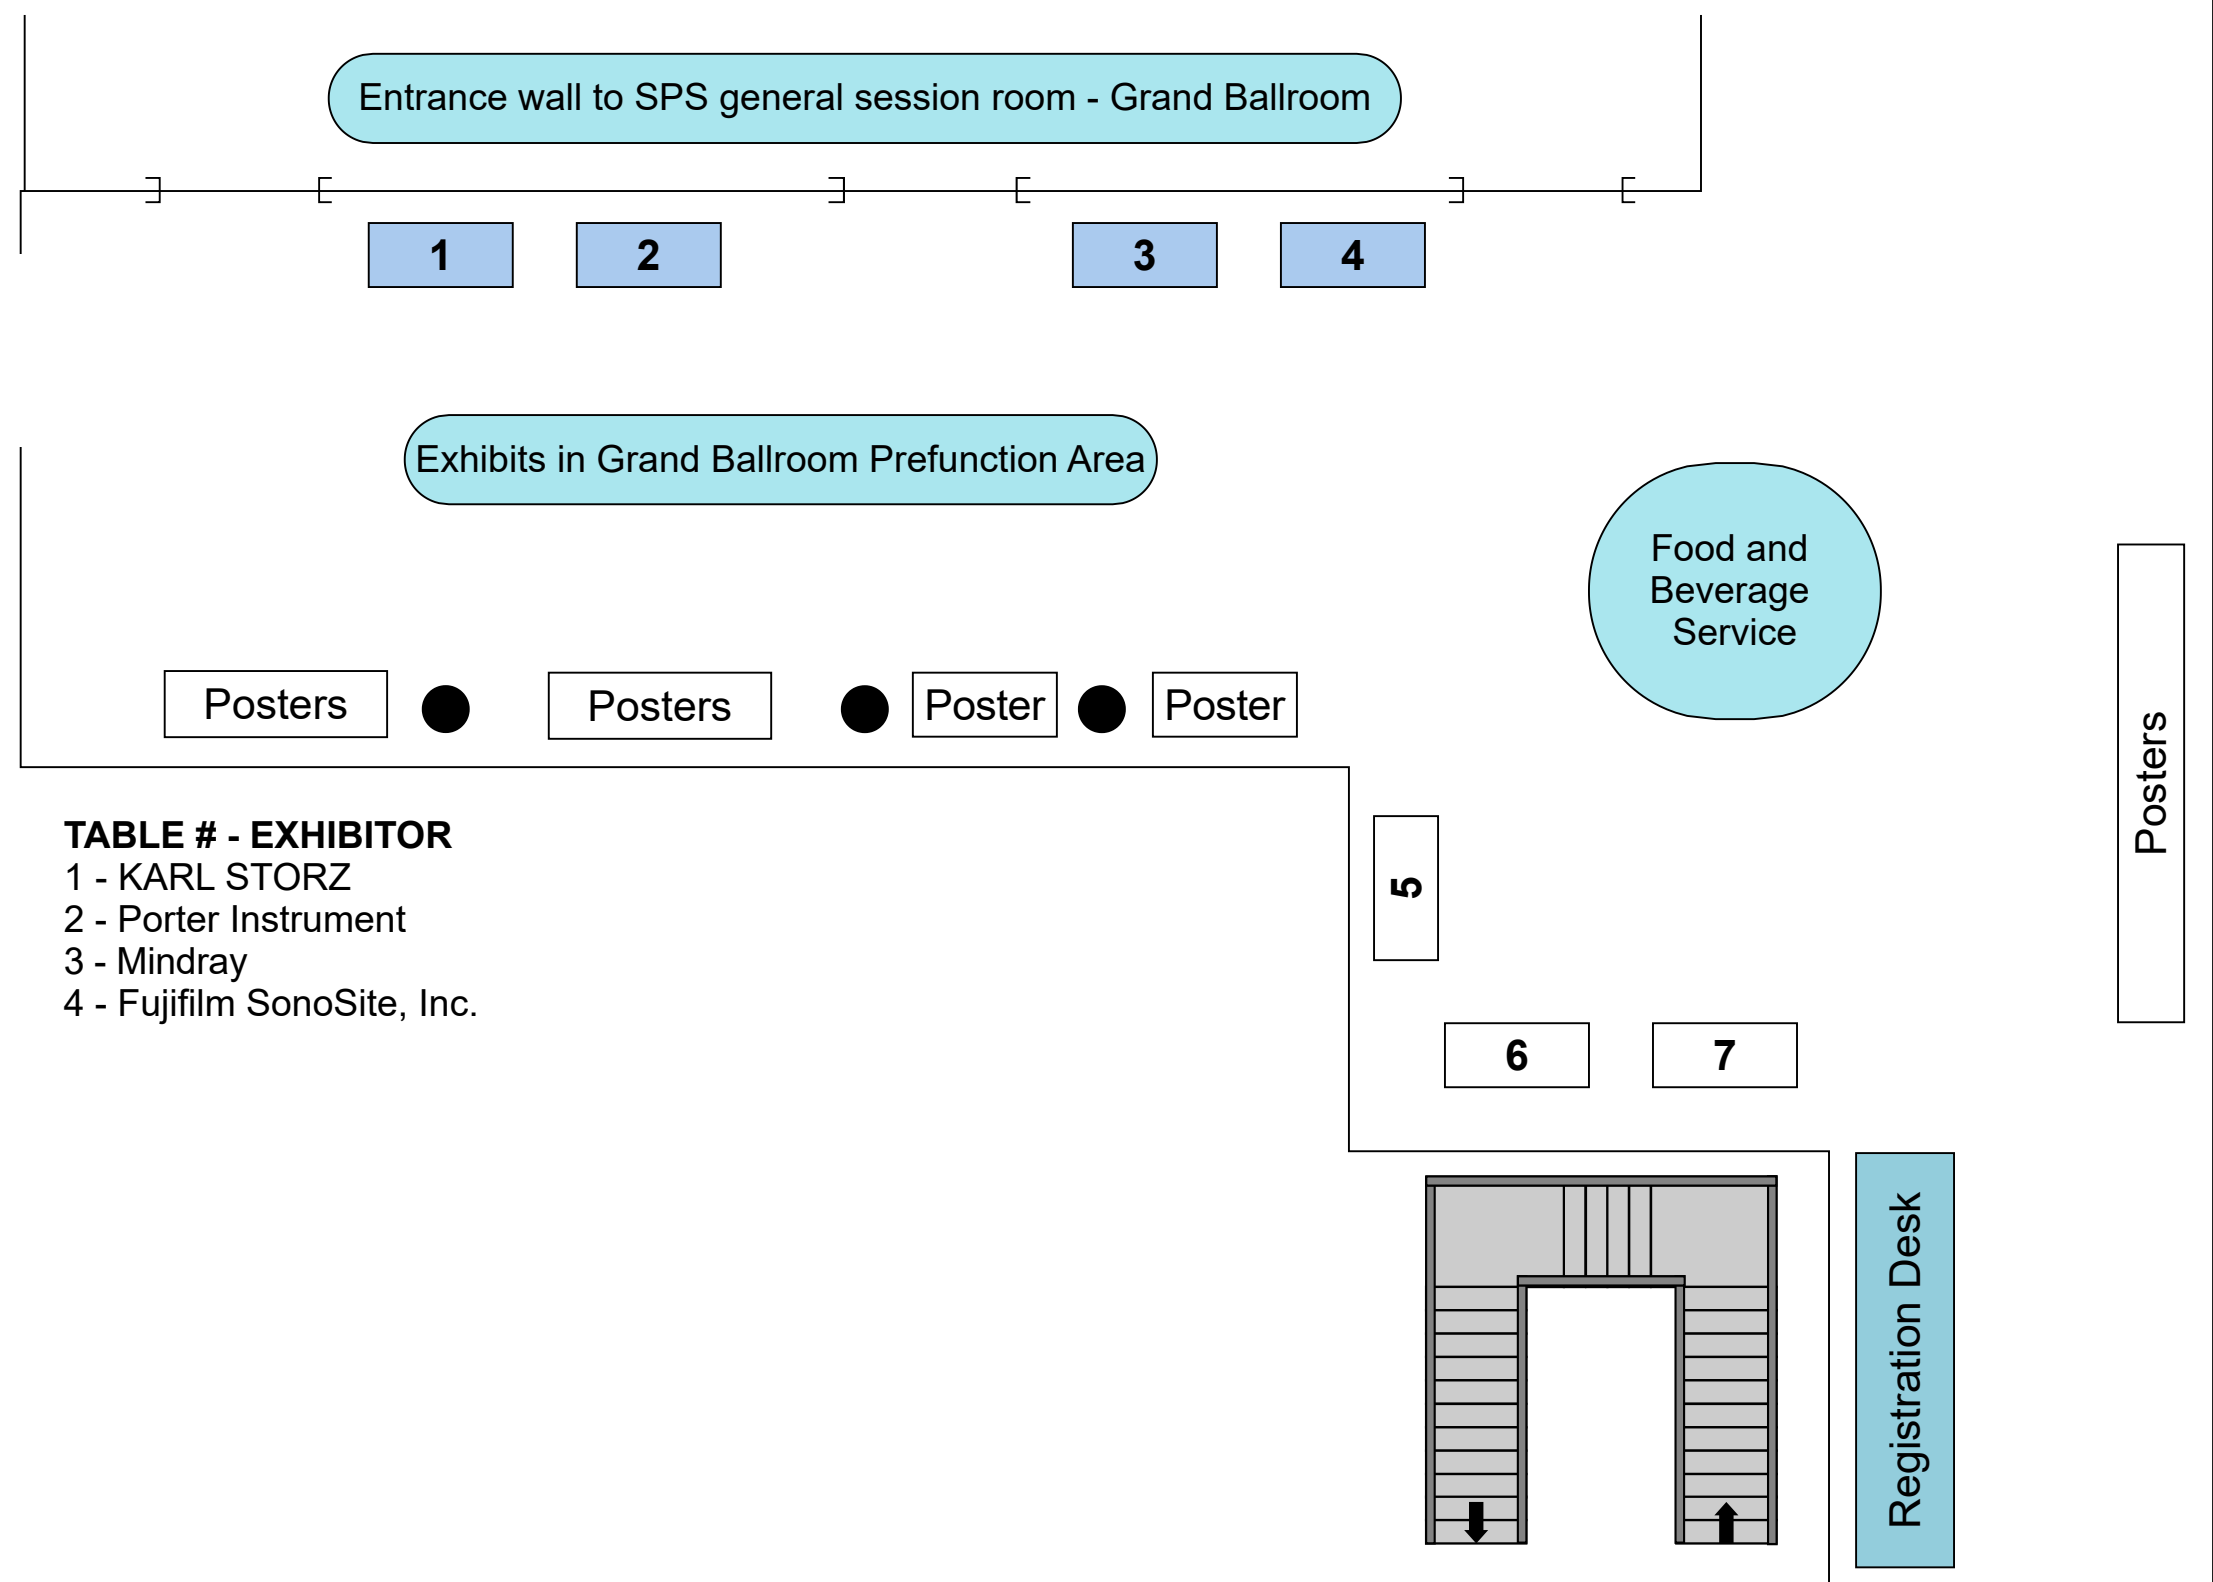 Entrance wall to SPS general session room - Grand Ballroom
1
2
3
4
Exhibits in Grand Ballroom Prefunction Area
Food and
Beverage
Service
Posters
Posters
Poster
Poster
Posters
TABLE # - EXHIBITOR
1 - KARL STORZ
2 - Porter Instrument
3 - Mindray
4 - Fujifilm SonoSite, Inc.
5
6
7
Registration Desk